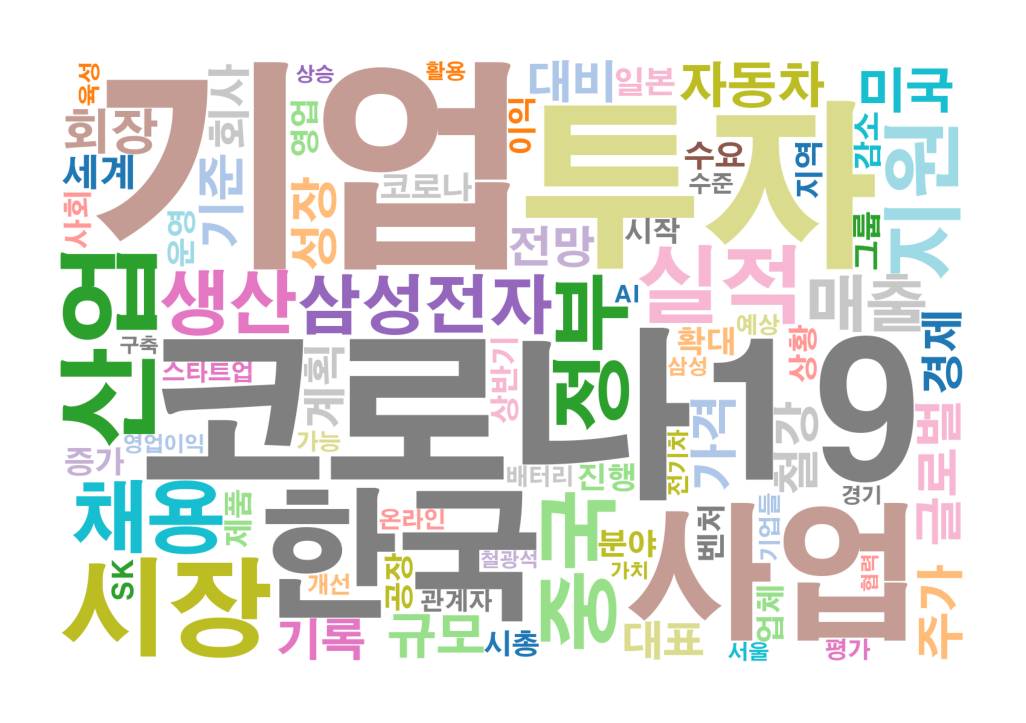 육성
기업
회사
상승
활용
대비
일본
자동차
미국
회장
영업
이익
투자
감소
지원
세계
기준
코로나
수요
수준
지역
사회
운영
성장
전망
시작
그룹
산업
생산
삼성전자
정부
AI
실적
매출
구축
예상
경제
스타트업
계획
상반기
확대
삼성
상황
코로나19
증가
영업이익
가능
배터리
진행
전기차
가격
철강
글로벌
채용
제품
한국
온라인
중국
경기
벤처
기업들
사업
시장
SK
개선
공장
관계자
철광석
분야
가치
협력
주가
기록
규모
시총
대표
업체
서울
평가